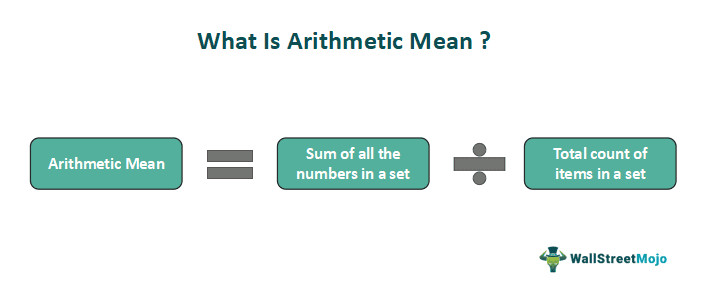 What Is Arithmetic Mean ?
Arithmetic Mean
Sum of all the
numbers in a set
Total count of
items in a set
WallStreetMojo